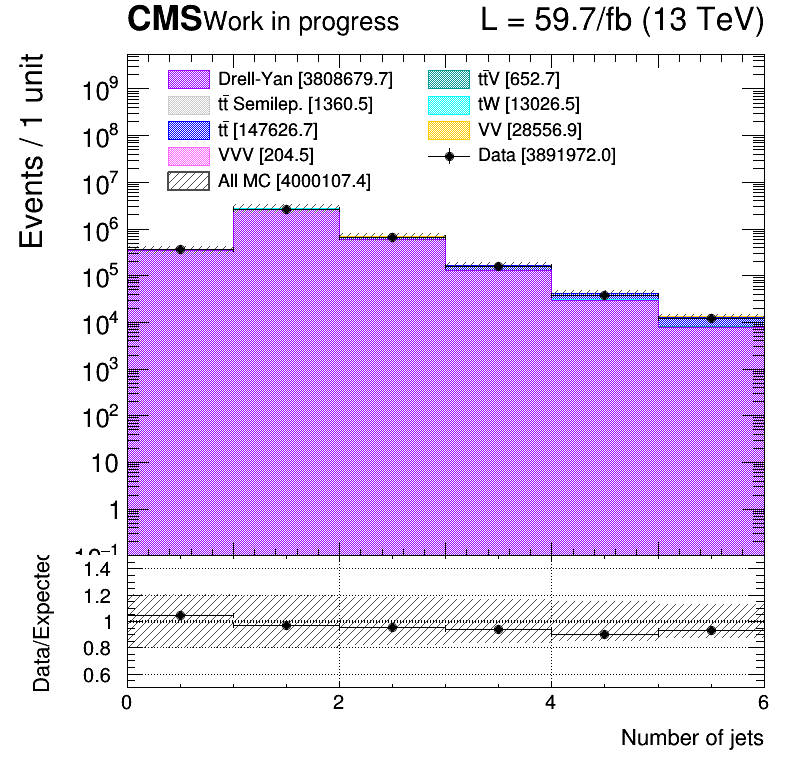 CMS Work in progress L = 59.7/fb (13 TeV)
Events / 1 unit
Drell-Yan [3808679.7]
tt̄ Semilep. [1360.5]
tt̄ [147626.7]
VVV [204.5]
All MC [4000107.4]
tt̄V [652.7]
tW [13026.5]
VV [28556.9]
Data [3891972.0]
10⁹
10⁸
10⁷
10⁶
10⁵
10⁴
10³
10²
10
1
10⁻¹
Data/Expected
1.4
1.2
1
0.8
0.6
0 2 4 6
Number of jets